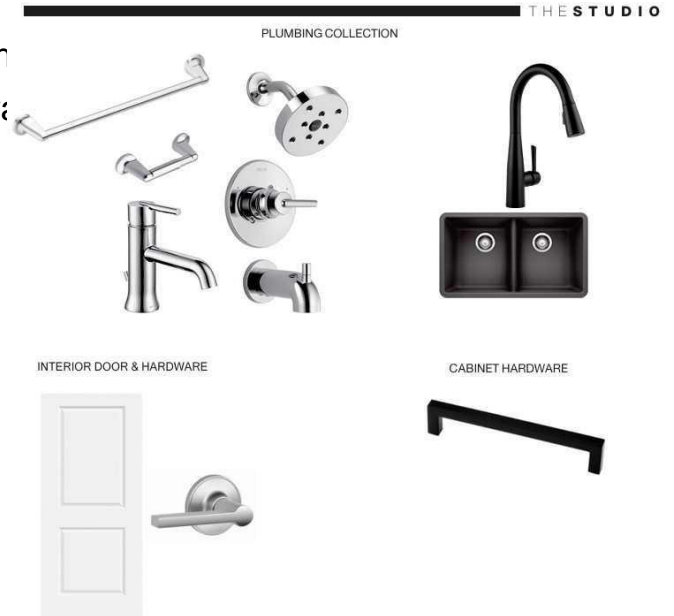 THE STUDIO
PLUMBING COLLECTION
INTERIOR DOOR & HARDWARE
CABINET HARDWARE